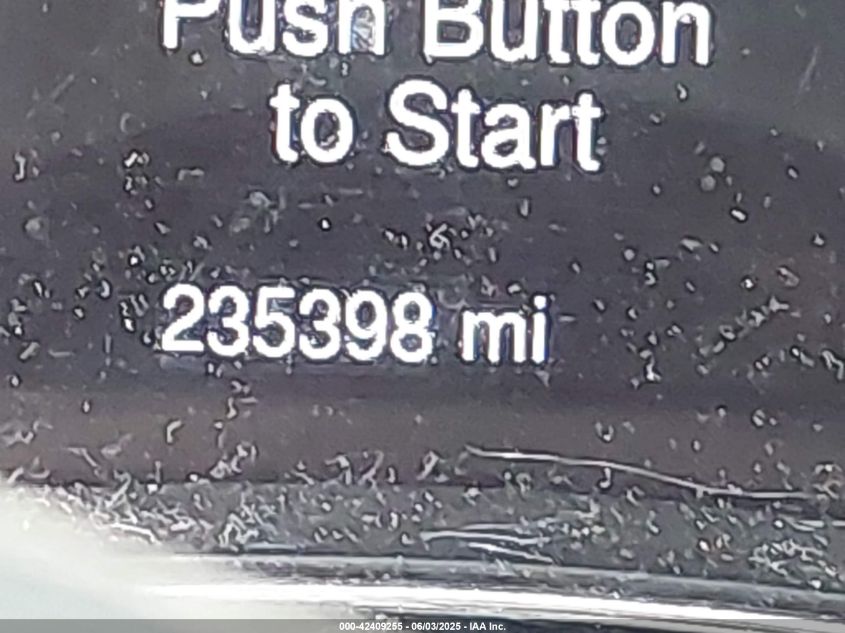 Push Button
to Start
235398 mi
000-42409255 - 06/03/2025 - IAA Inc.